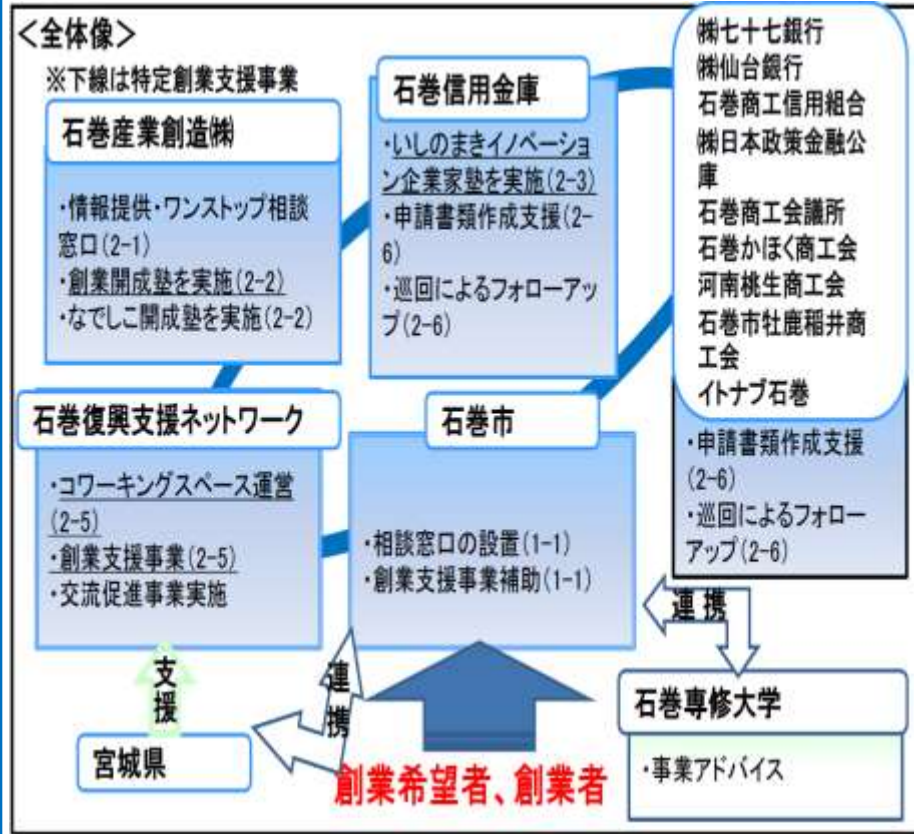 ＜全体像＞
※下線は特定創業支援事業
石巻産業創造㈱
・情報提供・ワンストップ相談
窓口(2-1)
・創業開成塾を実施(2-2)
・なでしこ開成塾を実施(2-2)
石巻信用金庫
・いしのまきイノベーショ
ン企業家塾を実施(2-3)
・申請書類作成支援(2-
6)
・巡回によるフォローアッ
プ(2-6)
㈱七十七銀行
㈱仙台銀行
石巻商工信用組合
㈱日本政策金融公
庫
石巻商工会議所
石巻かほく商工会
河南桃生商工会
石巻市牡鹿稲井商
工会
イトナブ石巻
・申請書類作成支援
(2-6)
・巡回によるフォロー
アップ(2-6)
石巻復興支援ネットワーク
・コワーキングスペース運営
(2-5)
・創業支援事業(2-5)
・交流促進事業実施
石巻市
・相談窓口の設置(1-1)
・創業支援事業補助(1-1)
連携
支
援
連
携
宮城県
創業希望者、創業者
石巻専修大学
・事業アドバイス